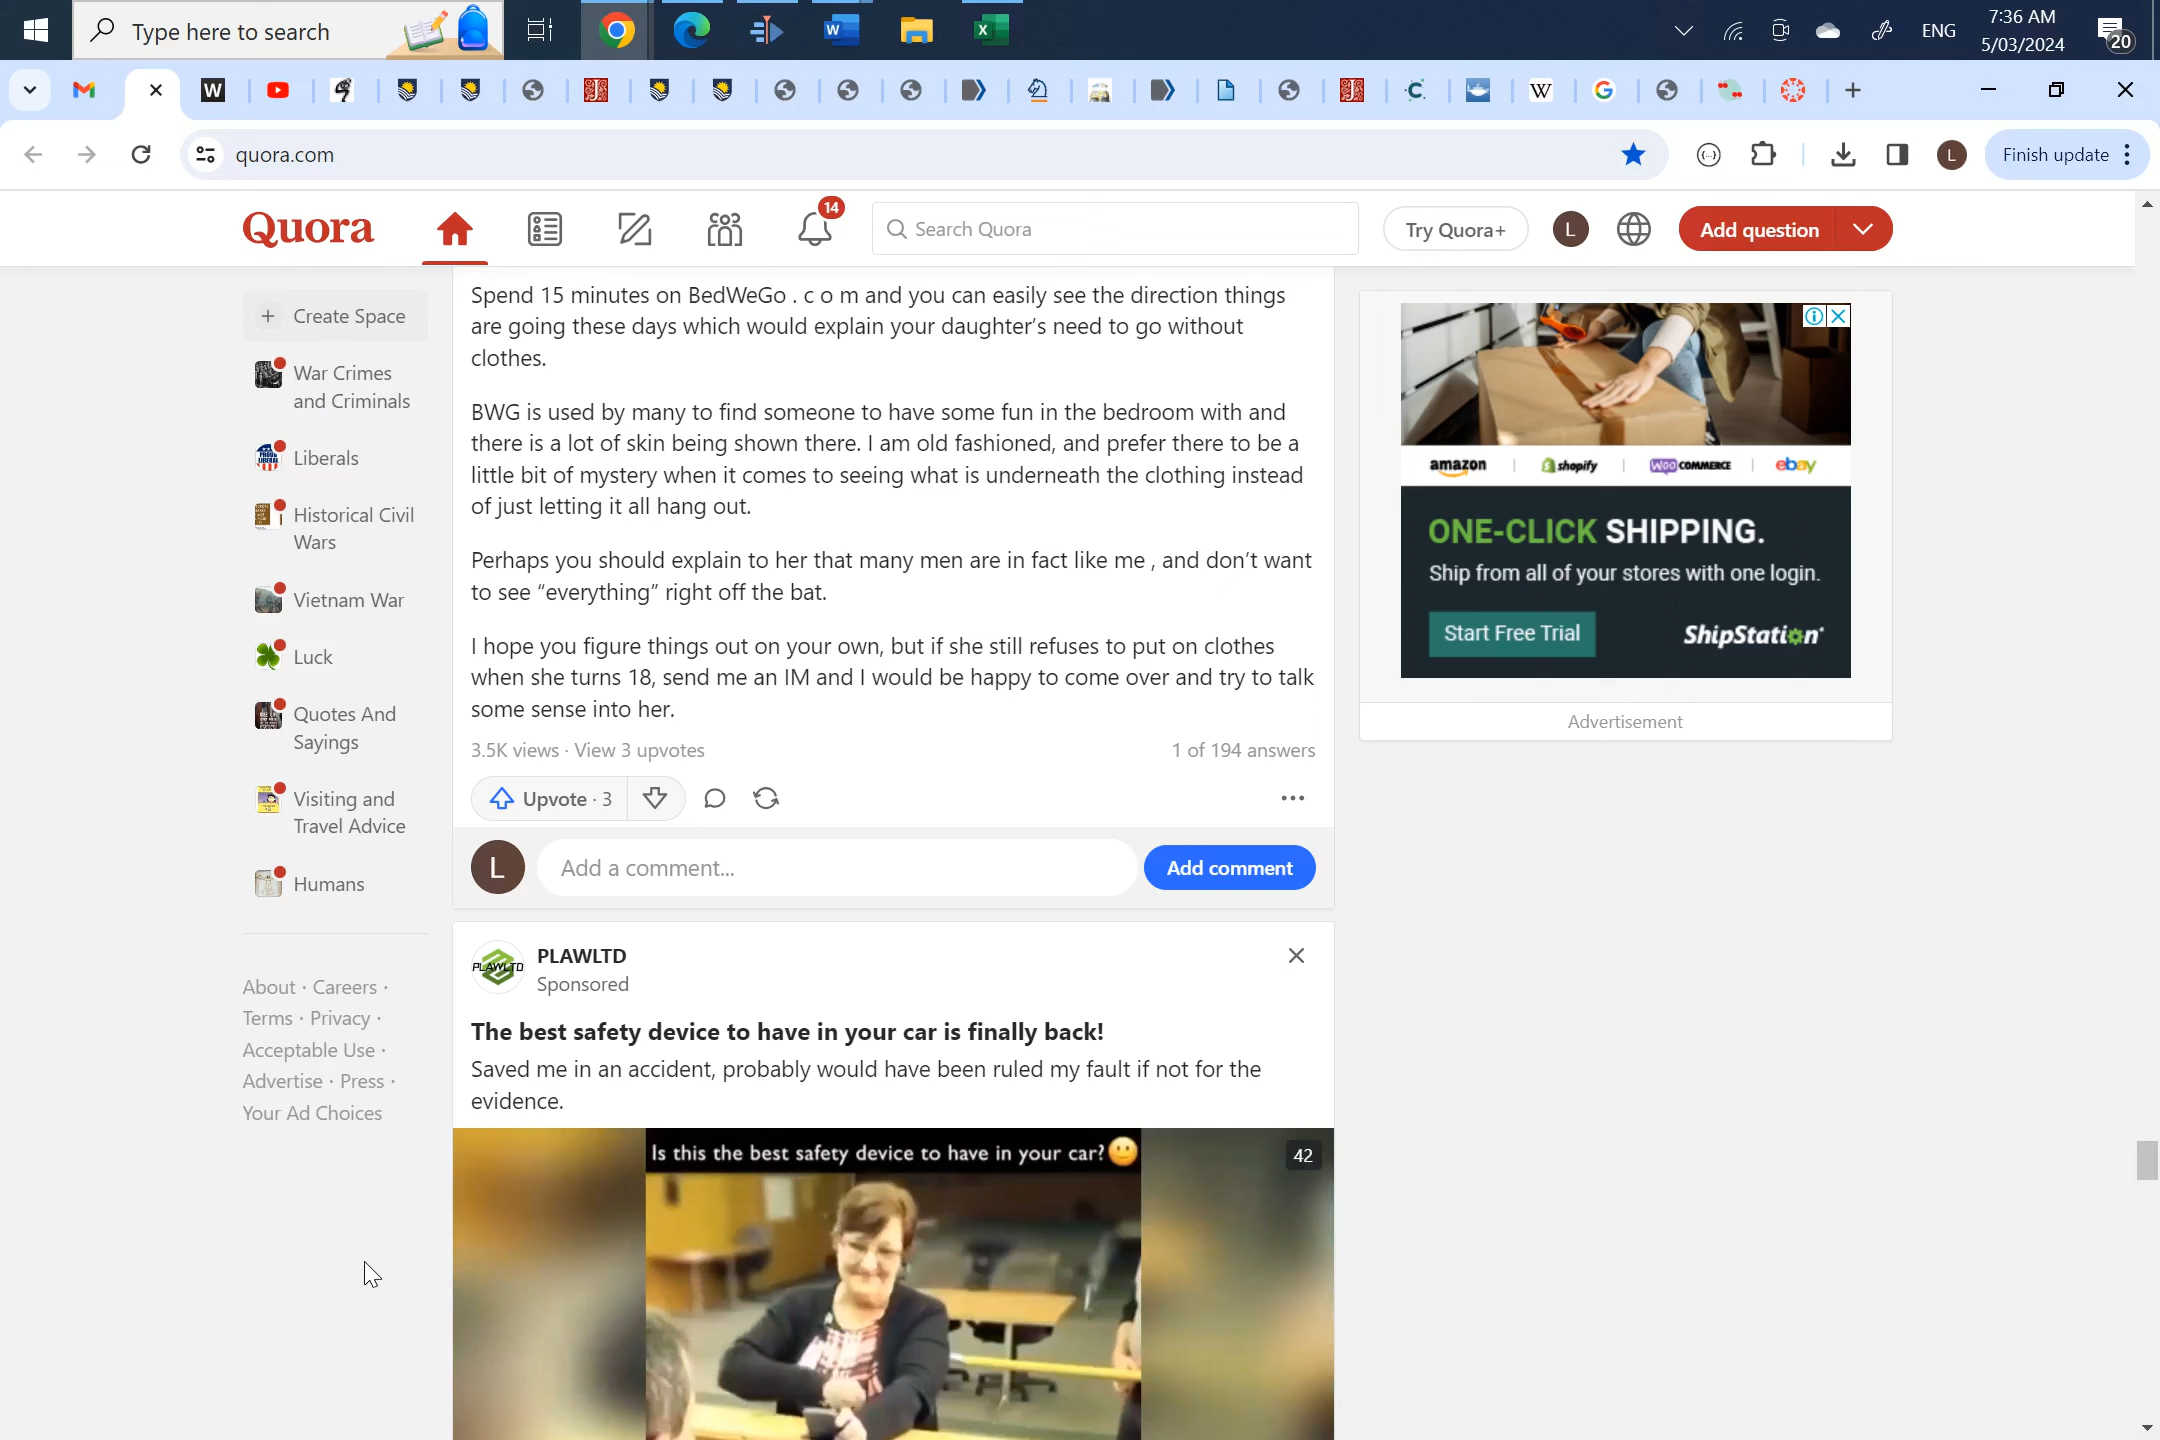 Type here to search
ENG
7:36 AM
5/03/2024
20
W
W
quora.com
L
Finish update
Quora
14
Search Quora
Try Quora+
L
Add question
Create Space
War Crimes
and Criminals
Liberals
Historical Civil
Wars
Vietnam War
Luck
Quotes And
Sayings
Visiting and
Travel Advice
Humans
About · Careers ·
Terms · Privacy ·
Acceptable Use ·
Advertise · Press ·
Your Ad Choices
Spend 15 minutes on BedWeGo . c o m and you can easily see the direction things
are going these days which would explain your daughter’s need to go without
clothes.
BWG is used by many to find someone to have some fun in the bedroom with and
there is a lot of skin being shown there. I am old fashioned, and prefer there to be a
little bit of mystery when it comes to seeing what is underneath the clothing instead
of just letting it all hang out.
Perhaps you should explain to her that many men are in fact like me , and don’t want
to see “everything” right off the bat.
I hope you figure things out on your own, but if she still refuses to put on clothes
when she turns 18, send me an IM and I would be happy to come over and try to talk
some sense into her.
3.5K views · View 3 upvotes
1 of 194 answers
Upvote · 3
L
Add a comment...
Add comment
PLAWLTD
PLAWLTD
Sponsored
The best safety device to have in your car is finally back!
Saved me in an accident, probably would have been ruled my fault if not for the
evidence.
Is this the best safety device to have in your car?
42
amazon
shopify
WOO COMMERCE
ebay
ONE-CLICK SHIPPING.
Ship from all of your stores with one login.
Start Free Trial
ShipStation
Advertisement